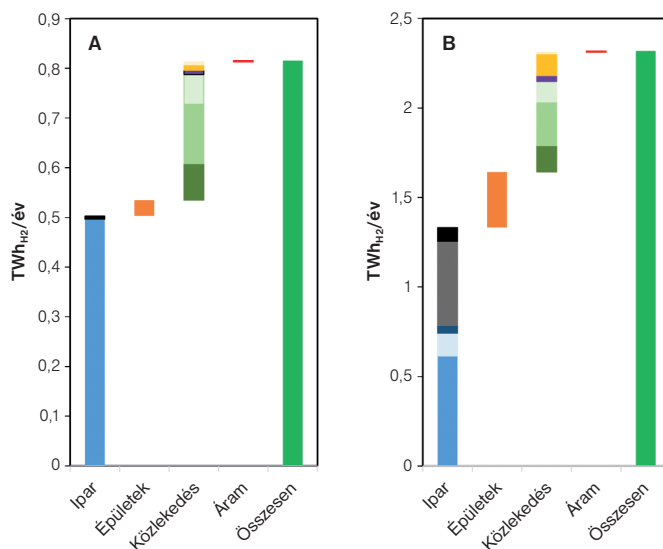 A
0,9
0,8
0,7
0,6
0,5
0,4
0,3
0,2
0,1
0
TWhH2/év
Ipar
Épületek
Közlekedés
Áram
Összesen
B
2,5
2
1,5
1
0,5
0
TWhH2/év
Ipar
Épületek
Közlekedés
Áram
Összesen